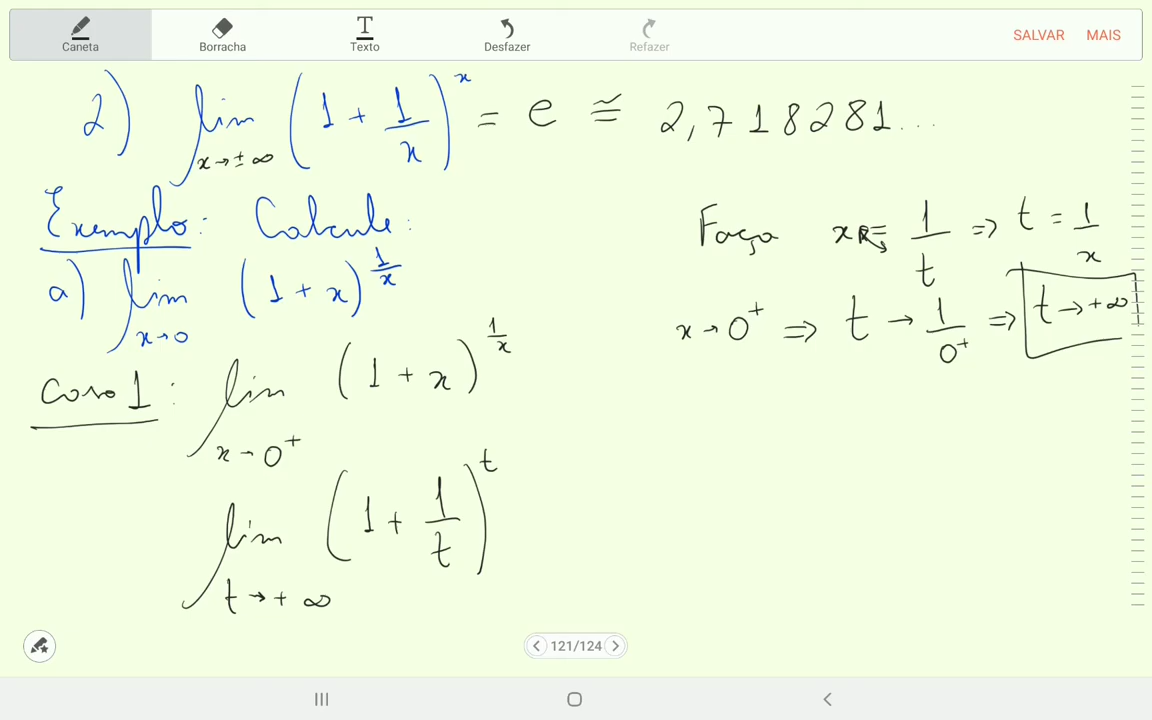 Caneta Borracha Texto Desfazer Refazer SALVAR MAIS
2) lim x→±∞ (1 + 1/x)^x = e ≅ 2,718281...
Exemplo: Calcule:
a) lim x→0 (1 + x)^(1/x)
Faça x = 1/t ⇒ t = 1/x
x→0⁺ ⇒ t → 1/0⁺ ⇒ t→+∞
Caso 1: lim x→0⁺ (1 + x)^(1/x)
lim t→+∞ (1 + 1/t)^t
121/124